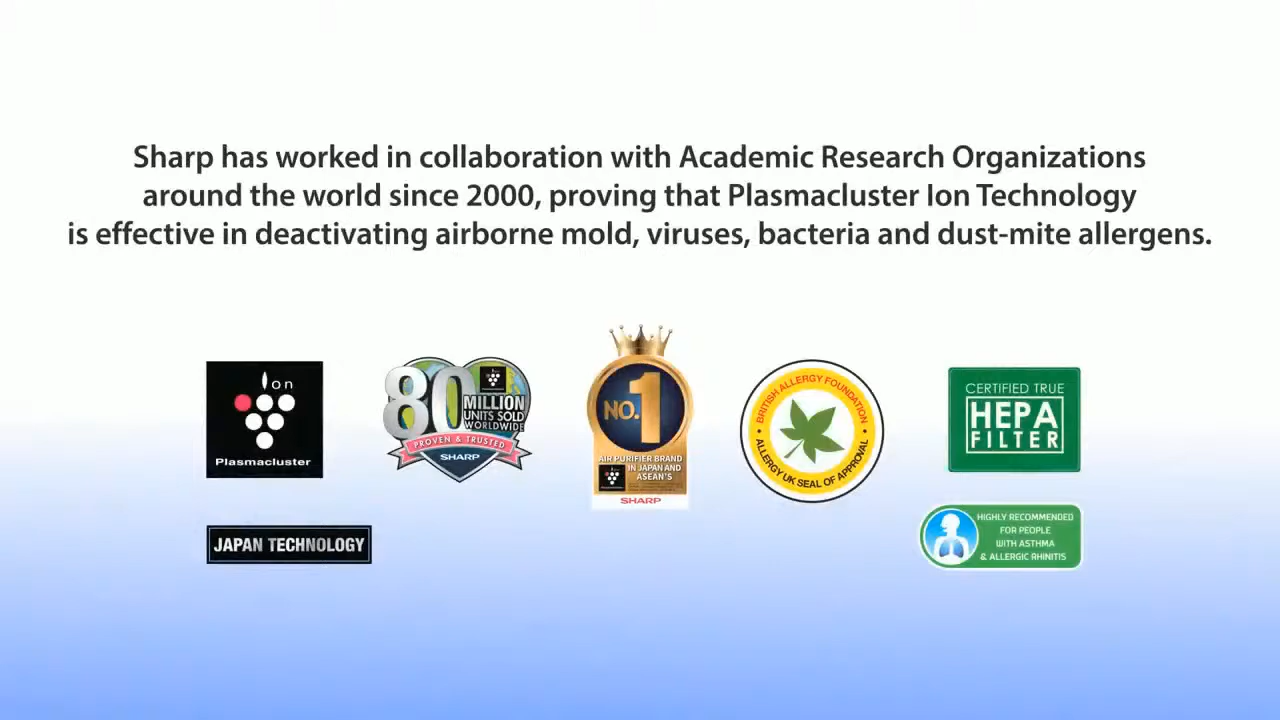 Sharp has worked in collaboration with Academic Research Organizations
around the world since 2000, proving that Plasmacluster Ion Technology
is effective in deactivating airborne mold, viruses, bacteria and dust-mite allergens.
Ion
Plasmacluster
80
MILLION
UNITS SOLD
WORLDWIDE
PROVEN & TRUSTED
SHARP
NO.1
AIR PURIFIER BRAND
IN JAPAN AND
ASEAN'S
SHARP
BRITISH ALLERGY FOUNDATION
ALLERGY UK SEAL OF APPROVAL
CERTIFIED TRUE
HEPA
FILTER
JAPAN TECHNOLOGY
HIGHLY RECOMMENDED
FOR PEOPLE
WITH ASTHMA
& ALLERGIC RHINITIS